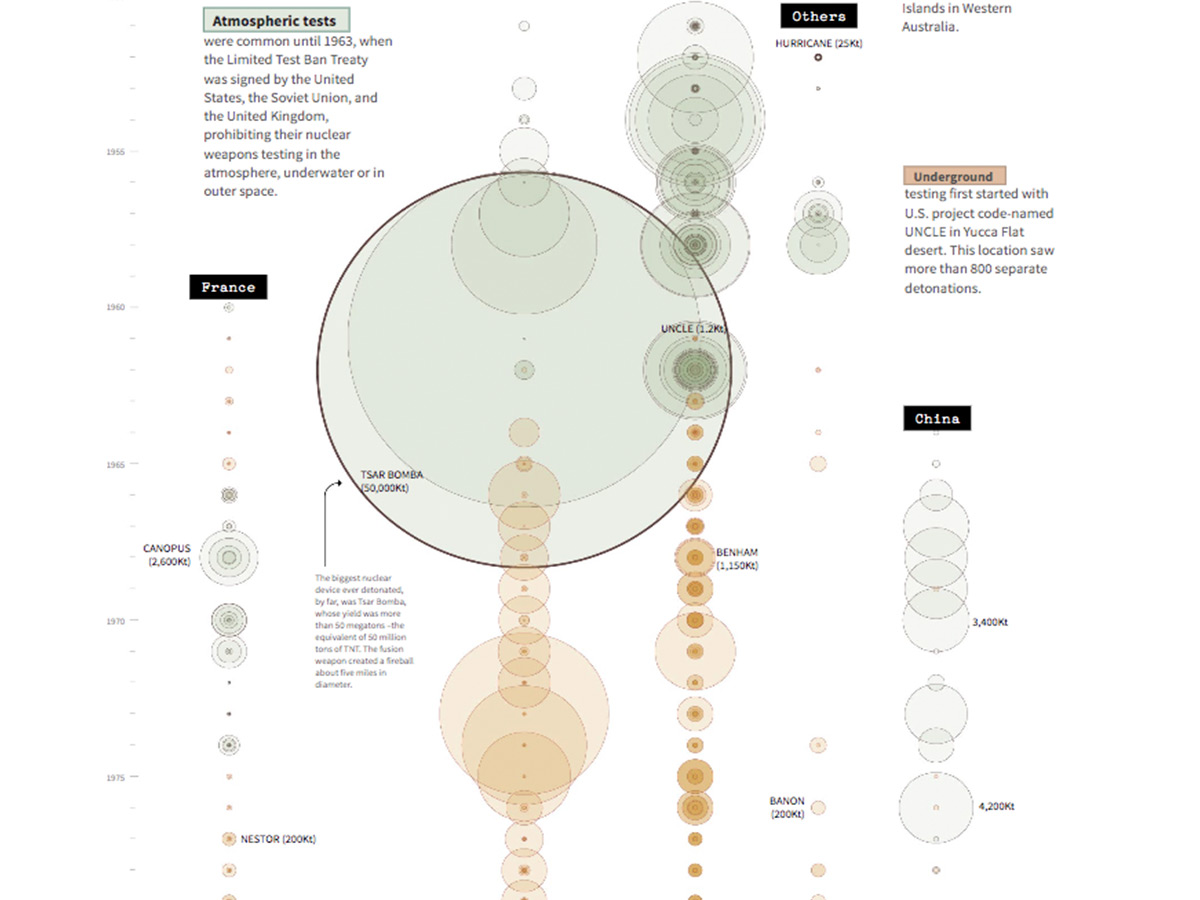 Atmospheric tests
were common until 1963, when
the Limited Test Ban Treaty
was signed by the United
States, the Soviet Union, and
the United Kingdom,
prohibiting their nuclear
weapons testing in the
atmosphere, underwater or in
outer space.
Others
HURRICANE (25Kt)
Islands in Western
Australia.
1955
Underground
testing first started with
U.S. project code-named
UNCLE in Yucca Flat
desert. This location saw
more than 800 separate
detonations.
France
1960
UNCLE (1.2Kt)
China
1965
TSAR BOMBA
(50,000Kt)
CANOPUS
(2,600Kt)
BENHAM
(1,150Kt)
The biggest nuclear
device ever detonated,
by far, was Tsar Bomba,
whose yield was more
than 50 megatons –the
equivalent of 50 million
tons of TNT. The fusion
weapon created a fireball
about five miles in
diameter.
1970
3,400Kt
1975
BANON
(200Kt)
4,200Kt
NESTOR (200Kt)